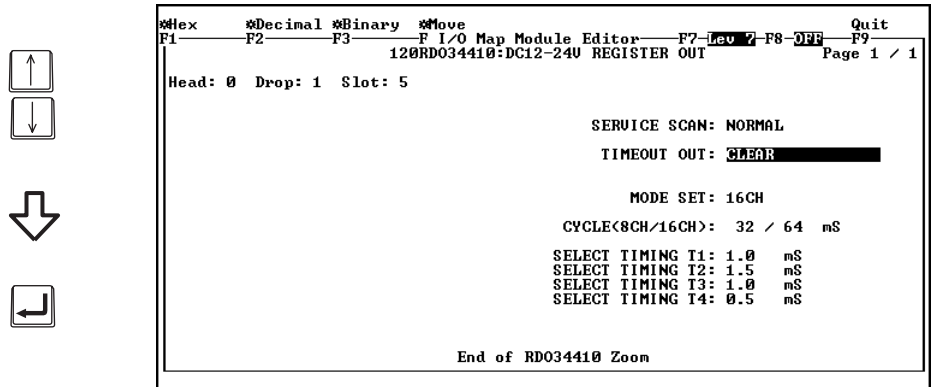 ※Hex ※Decimal ※Binary ※Move Quit
F1 F2 F3 F I/O Map Module Editor F7-Lev 7-F8-OFF F9
120RDO34410:DC12-24V REGISTER OUT Page 1 / 1
Head: 0 Drop: 1 Slot: 5
SERVICE SCAN: NORMAL
TIMEOUT OUT: CLEAR
MODE SET: 16CH
CYCLE(8CH/16CH): 32 / 64 mS
SELECT TIMING T1: 1.0 mS
SELECT TIMING T2: 1.5 mS
SELECT TIMING T3: 1.0 mS
SELECT TIMING T4: 0.5 mS
End of RDO34410 Zoom